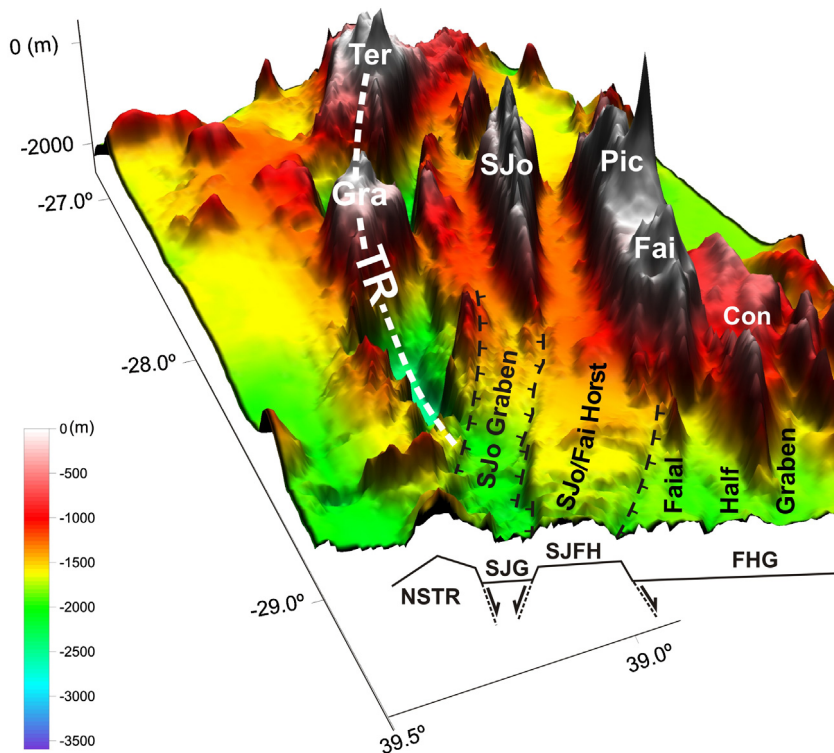 0 (m)
-2000
-27.0º
-28.0º
-29.0º
39.5º
39.0º
Ter
Gra
TR
SJo
Pic
Fai
Con
SJo Graben
SJo/Fai Horst
Faial
Half
Graben
NSTR
SJG
SJFH
FHG
0 (m)
-500
-1000
-1500
-2000
-2500
-3000
-3500